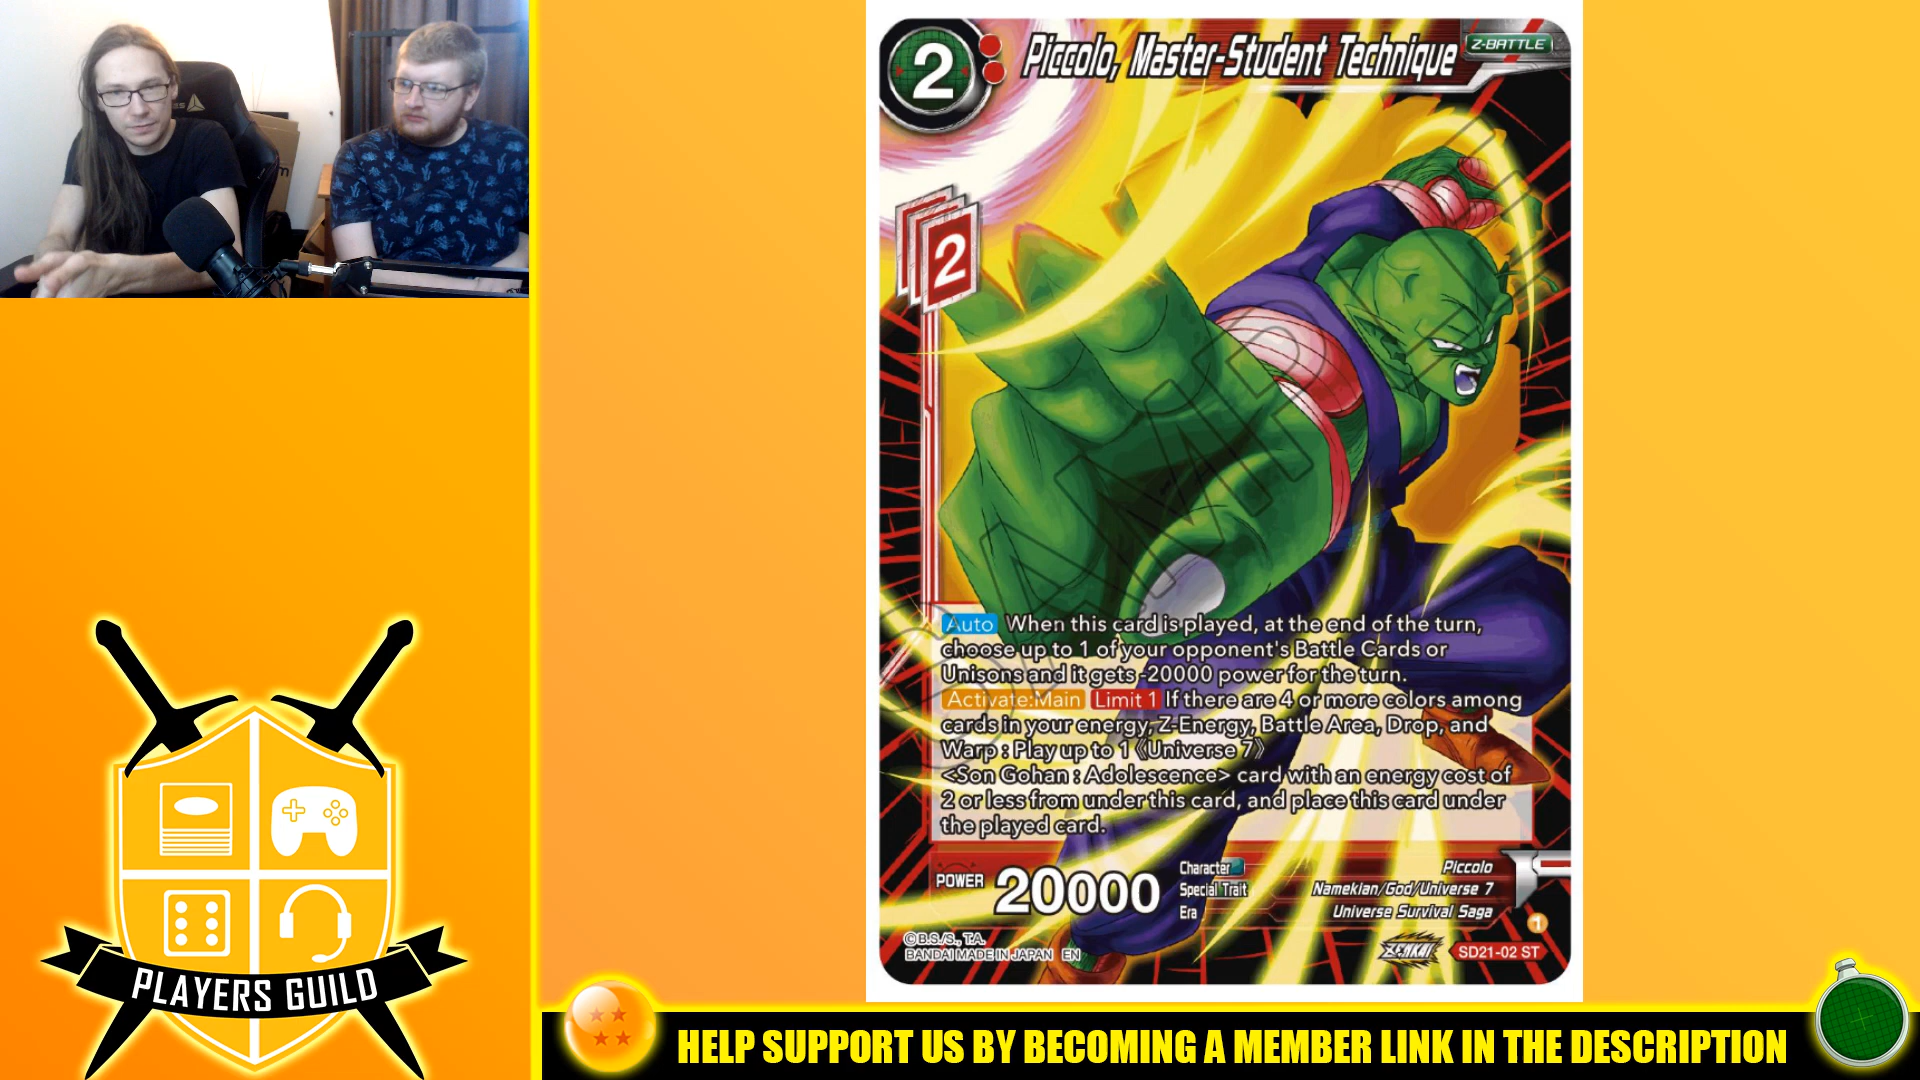 2
Piccolo, Master-Student Technique
Z-BATTLE
2
SAMPLE
Auto When this card is played, at the end of the turn,
choose up to 1 of your opponent's Battle Cards or
Unisons and it gets -20000 power for the turn.
Activate:Main Limit 1 If there are 4 or more colors among
cards in your energy, Z-Energy, Battle Area, Drop, and
Warp : Play up to 1 《Universe 7》
<Son Gohan : Adolescence> card with an energy cost of
2 or less from under this card, and place this card under
the played card.
POWER 20000
Character Piccolo
Special Trait Namekian/God/Universe 7
Era Universe Survival Saga
1
©B.S./S., T.A.
BANDAI MADE IN JAPAN EN
ZENKAI
SD21-02 ST
PLAYERS GUILD
HELP SUPPORT US BY BECOMING A MEMBER LINK IN THE DESCRIPTION